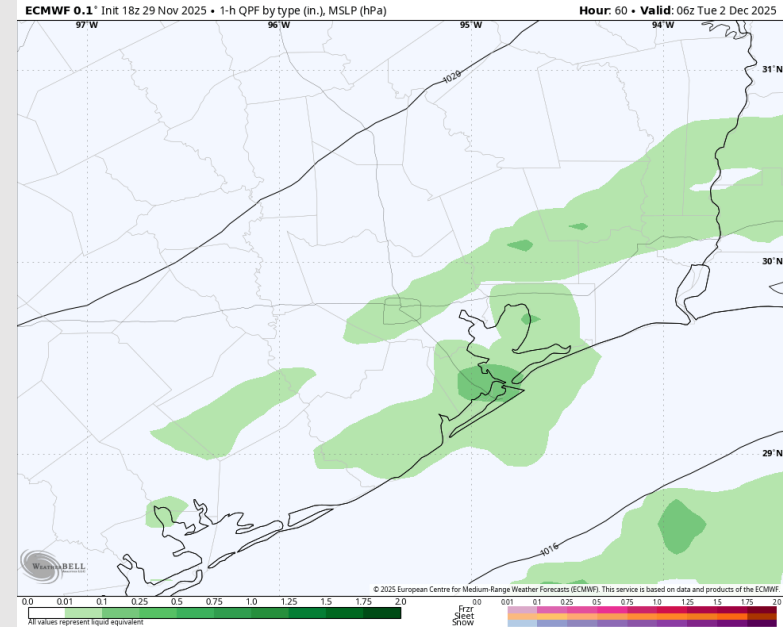 ECMWF 0.1° Init 18z 29 Nov 2025 • 1-h QPF by type (in.), MSLP (hPa)
Hour: 60 • Valid: 06z Tue 2 Dec 2025
97°W 96°W 95°W 94°W
31°N
1020
30°N
29°N
1016
WEATHERBELL
© 2025 European Centre for Medium-Range Weather Forecasts (ECMWF). This service is based on data and products of the ECMWF.
0.0 0.01 0.1 0.25 0.5 0.75 1.0 1.25 1.5 1.75 2.0
All values represent liquid equivalent
0.0 .01 0.1 0.25 0.5 0.75 1.0 1.25 1.5 1.75 2.0
Frzr
Sleet
Snow